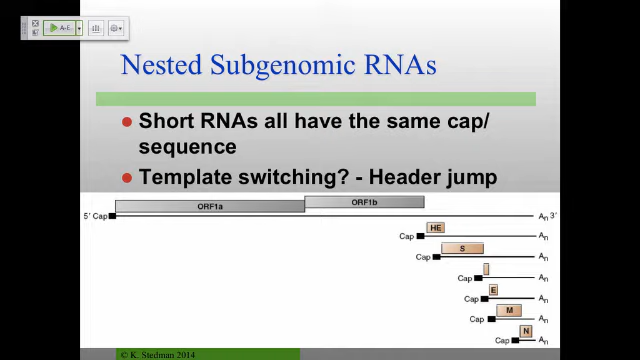 Nested Subgenomic RNAs
Short RNAs all have the same cap/
sequence
Template switching? - Header jump
ORF1a
ORF1b
5' Cap
An 3'
HE
Cap
An
S
Cap
An
Cap
An
E
Cap
An
M
Cap
An
N
Cap
An
© K. Stedman 2014